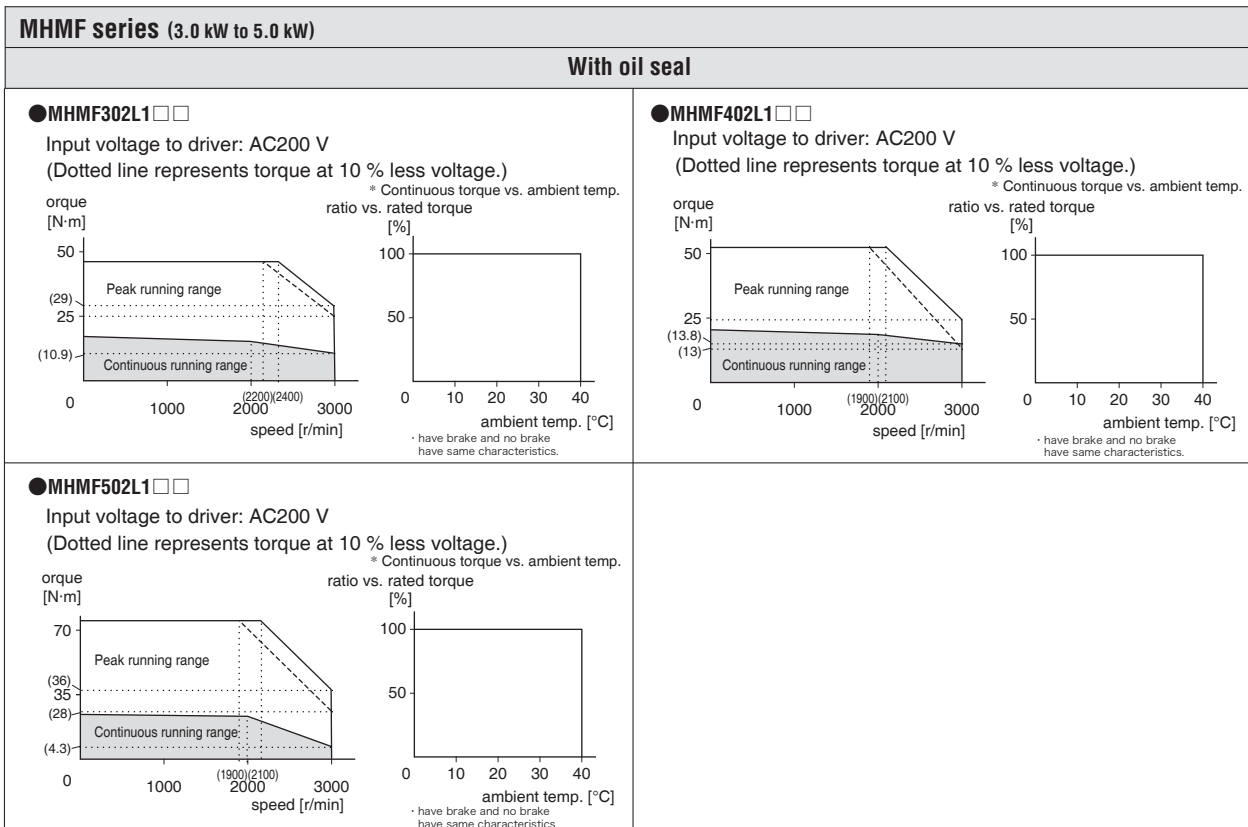 MHMF series (3.0 kW to 5.0 kW)
With oil seal
●MHMF302L1□□
Input voltage to driver: AC200 V
(Dotted line represents torque at 10 % less voltage.)
* Continuous torque vs. ambient temp.
orque
[N·m]
50
(29)
25
(10.9)
0
Peak running range
Continuous running range
(2200)(2400)
1000 2000 3000
speed [r/min]
ratio vs. rated torque
[%]
100
50
0 10 20 30 40
ambient temp. [°C]
· have brake and no brake
have same characteristics.
●MHMF402L1□□
Input voltage to driver: AC200 V
(Dotted line represents torque at 10 % less voltage.)
* Continuous torque vs. ambient temp.
orque
[N·m]
50
25
(13.8)
(13)
0
Peak running range
Continuous running range
(1900)(2100)
1000 2000 3000
speed [r/min]
ratio vs. rated torque
[%]
100
50
0 10 20 30 40
ambient temp. [°C]
· have brake and no brake
have same characteristics.
●MHMF502L1□□
Input voltage to driver: AC200 V
(Dotted line represents torque at 10 % less voltage.)
* Continuous torque vs. ambient temp.
orque
[N·m]
70
(36)
35
(28)
(4.3)
0
Peak running range
Continuous running range
(1900)(2100)
1000 2000 3000
speed [r/min]
ratio vs. rated torque
[%]
100
50
0 10 20 30 40
ambient temp. [°C]
· have brake and no brake
have same characteristics.